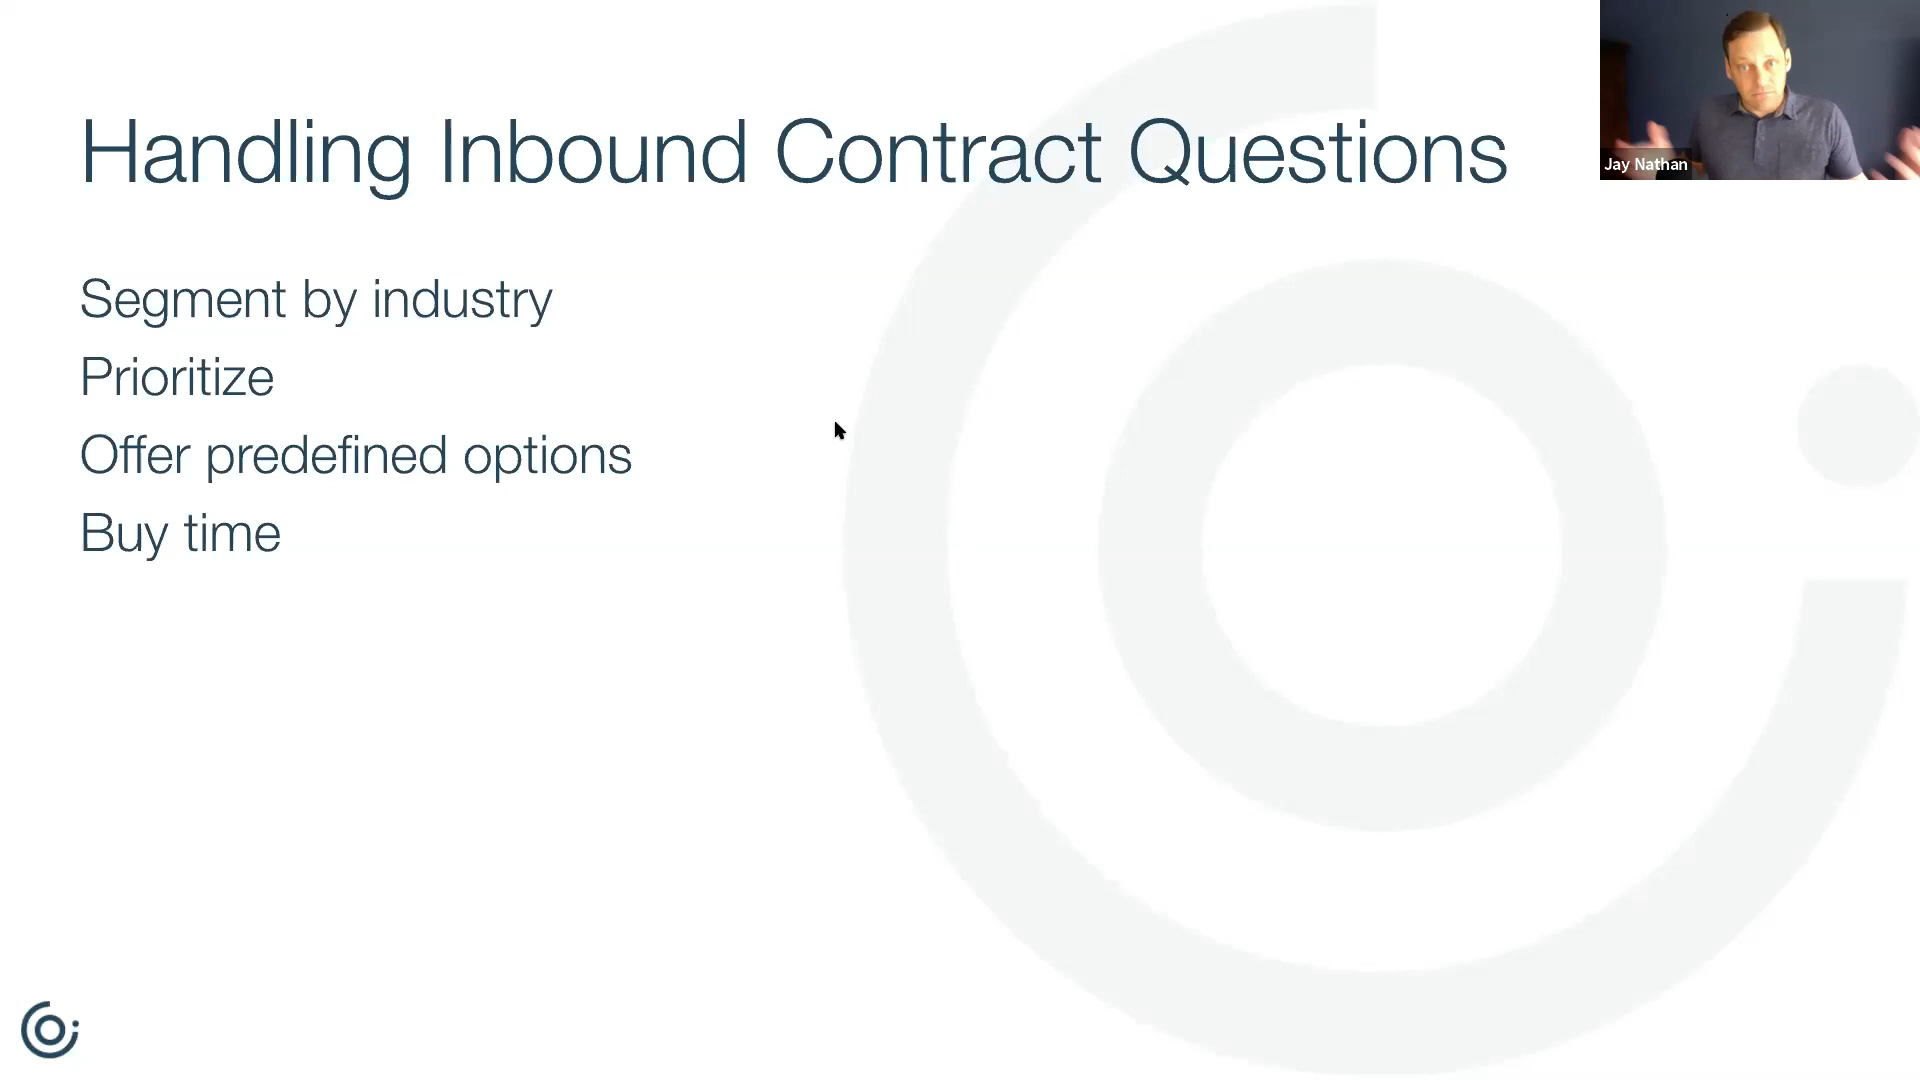 Handling Inbound Contract Questions
Jay Nathan
Segment by industry
Prioritize
Offer predefined options
Buy time